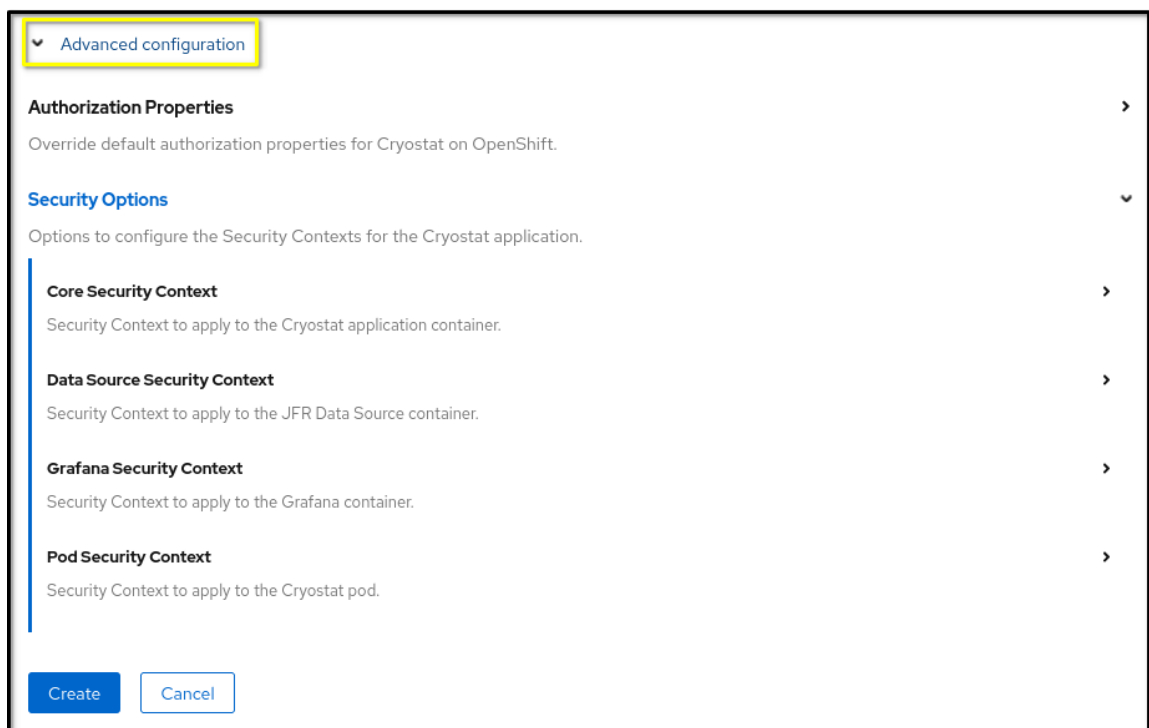 Advanced configuration
Authorization Properties
Override default authorization properties for Cryostat on OpenShift.
Security Options
Options to configure the Security Contexts for the Cryostat application.
Core Security Context
Security Context to apply to the Cryostat application container.
Data Source Security Context
Security Context to apply to the JFR Data Source container.
Grafana Security Context
Security Context to apply to the Grafana container.
Pod Security Context
Security Context to apply to the Cryostat pod.
Create Cancel